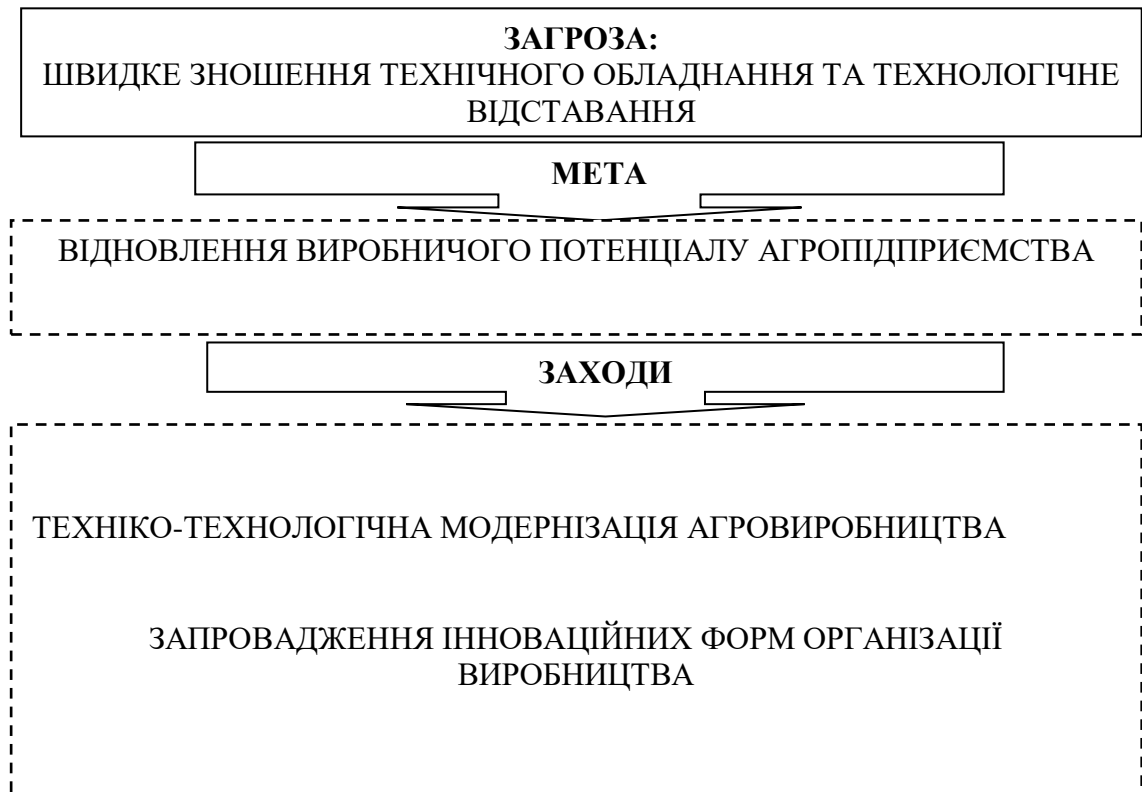 ЗАГРОЗА:
ШВИДКЕ ЗНОШЕННЯ ТЕХНІЧНОГО ОБЛАДНАННЯ ТА ТЕХНОЛОГІЧНЕ
ВІДСТАВАННЯ
МЕТА
ВІДНОВЛЕННЯ ВИРОБНИЧОГО ПОТЕНЦІАЛУ АГРОПІДПРИЄМСТВА
ЗАХОДИ
ТЕХНІКО-ТЕХНОЛОГІЧНА МОДЕРНІЗАЦІЯ АГРОВИРОБНИЦТВА
ЗАПРОВАДЖЕННЯ ІННОВАЦІЙНИХ ФОРМ ОРГАНІЗАЦІЇ
ВИРОБНИЦТВА